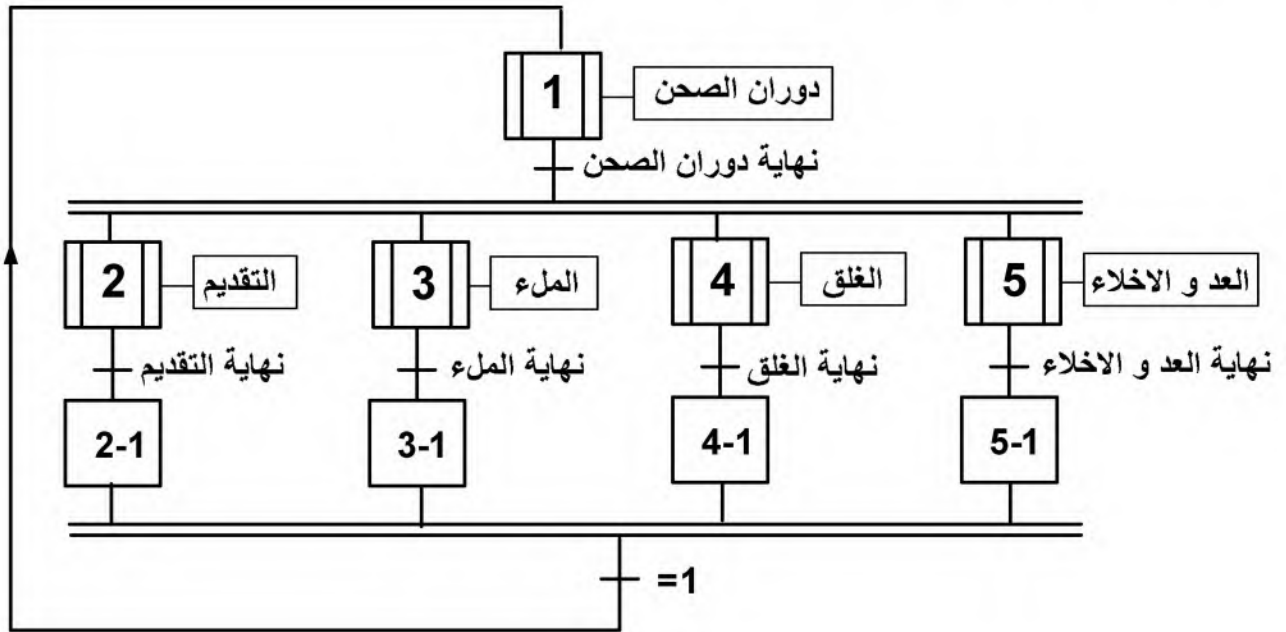 1
دوران الصحن
نهاية دوران الصحن
2
التقديم
3
الملء
4
الغلق
5
العد و الاخلاء
نهاية التقديم
نهاية الملء
نهاية الغلق
نهاية العد و الاخلاء
2-1
3-1
4-1
5-1
=1